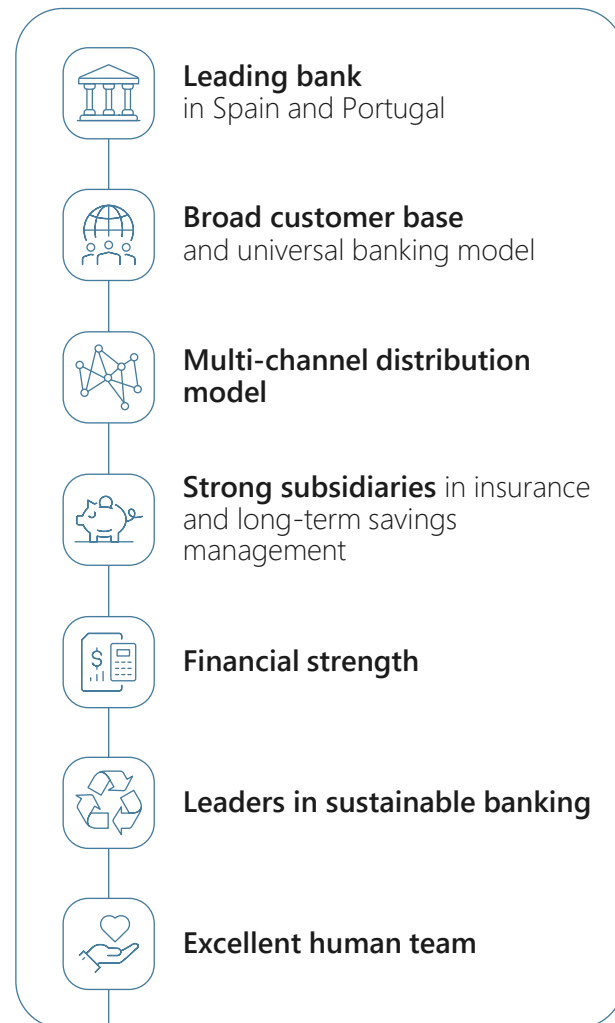 Leading bank
in Spain and Portugal
Broad customer base
and universal banking model
Multi-channel distribution
model
Strong subsidiaries in insurance
and long-term savings
management
$
Financial strength
Leaders in sustainable banking
Excellent human team